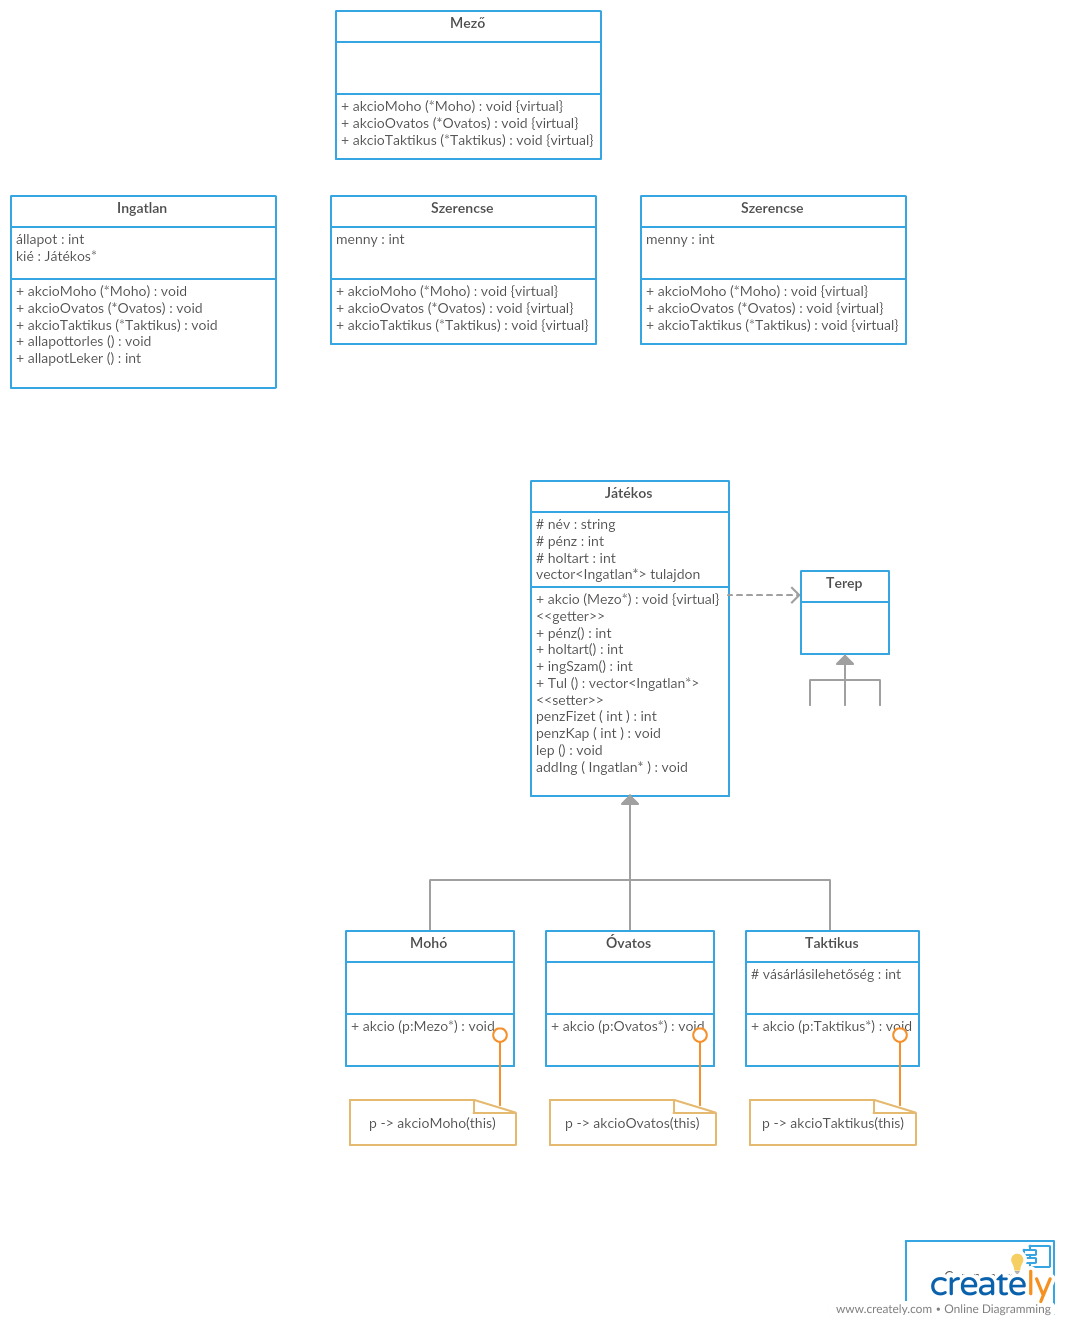 Mező
+ akcioMoho (*Moho) : void {virtual}
+ akcioOvatos (*Ovatos) : void {virtual}
+ akcioTaktikus (*Taktikus) : void {virtual}
Ingatlan
állapot : int
kié : Játékos*
+ akcioMoho (*Moho) : void
+ akcioOvatos (*Ovatos) : void
+ akcioTaktikus (*Taktikus) : void
+ allapottorles () : void
+ allapotLeker () : int
Szerencse
menny : int
+ akcioMoho (*Moho) : void {virtual}
+ akcioOvatos (*Ovatos) : void {virtual}
+ akcioTaktikus (*Taktikus) : void {virtual}
Szerencse
menny : int
+ akcioMoho (*Moho) : void {virtual}
+ akcioOvatos (*Ovatos) : void {virtual}
+ akcioTaktikus (*Taktikus) : void {virtual}
Játékos
# név : string
# pénz : int
# holtart : int
vector<Ingatlan*> tulajdon
+ akcio (Mezo*) : void {virtual}
<<getter>>
+ pénz() : int
+ holtart() : int
+ ingSzam() : int
+ Tul () : vector<Ingatlan*>
<<setter>>
penzFizet ( int ) : int
penzKap ( int ) : void
lep () : void
addIng ( Ingatlan* ) : void
Terep
Mohó
+ akcio (p:Mezo*) : void
p -> akcioMoho(this)
Óvatos
+ akcio (p:Ovatos*) : void
p -> akcioOvatos(this)
Taktikus
# vásárlásilehetőség : int
+ akcio (p:Taktikus*) : void
p -> akcioTaktikus(this)
creately
www.creately.com • Online Diagramming